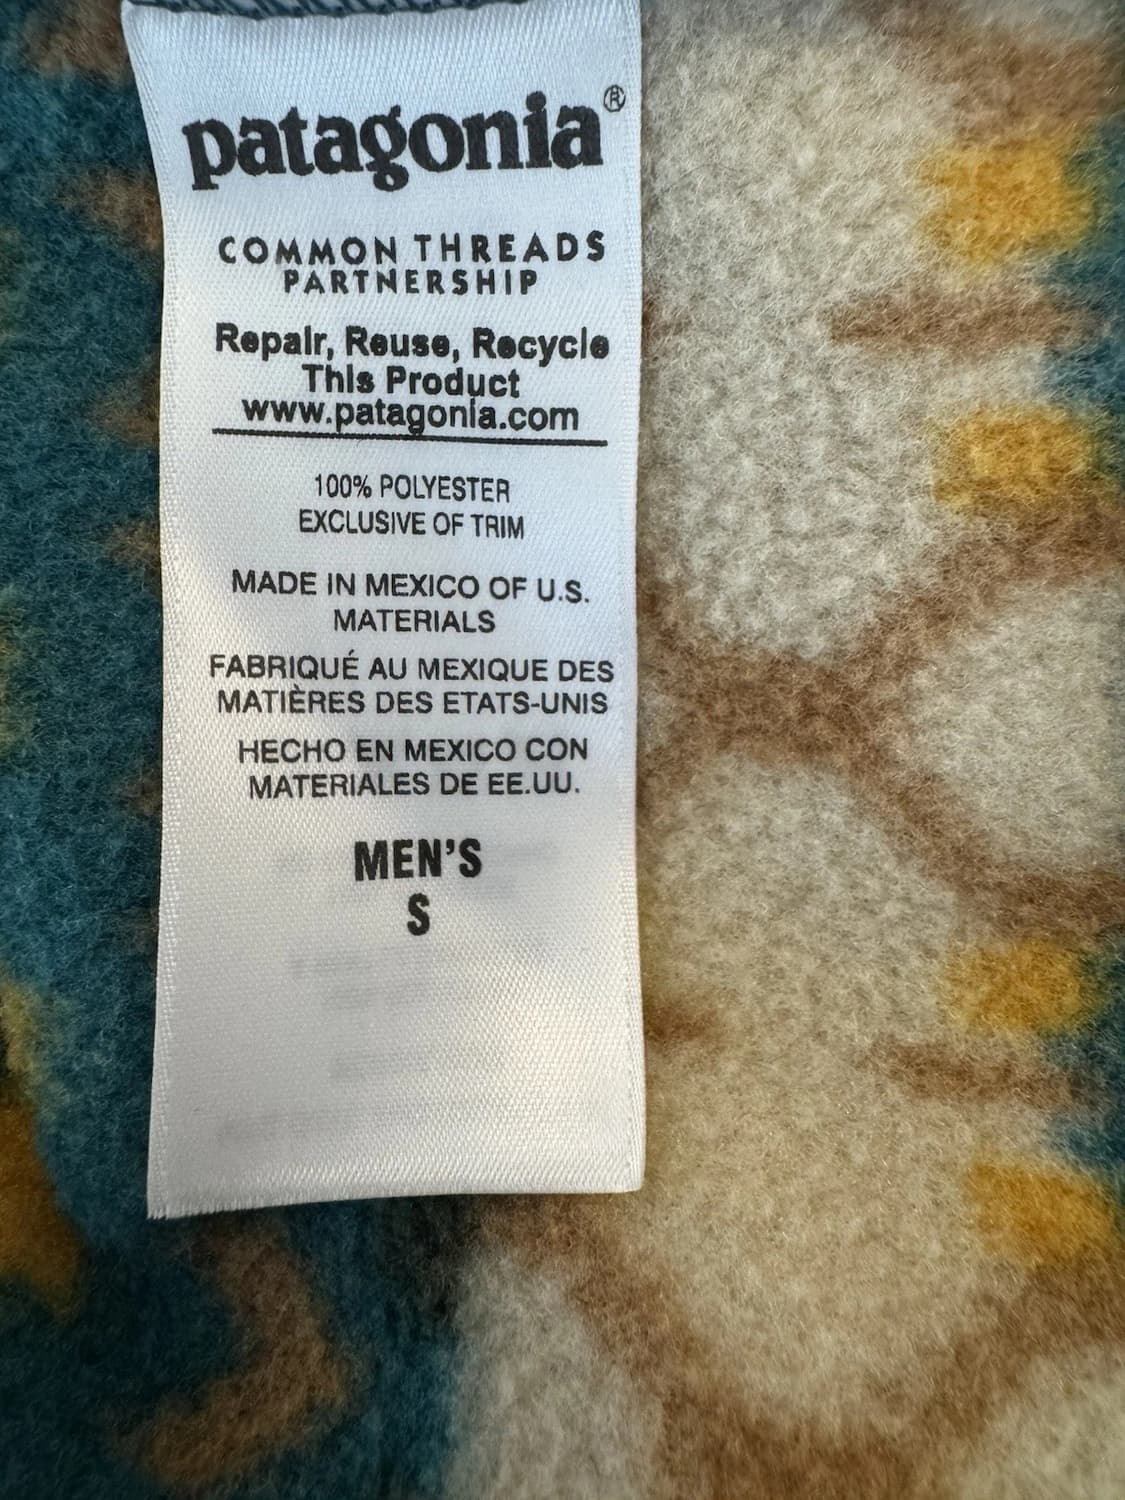 patagonia®
COMMON THREADS
PARTNERSHIP
Repair, Reuse, Recycle
This Product
www.patagonia.com
100% POLYESTER
EXCLUSIVE OF TRIM
MADE IN MEXICO OF U.S.
MATERIALS
FABRIQUÉ AU MEXIQUE DES
MATIÈRES DES ETATS-UNIS
HECHO EN MEXICO CON
MATERIALES DE EE.UU.
MEN'S
S